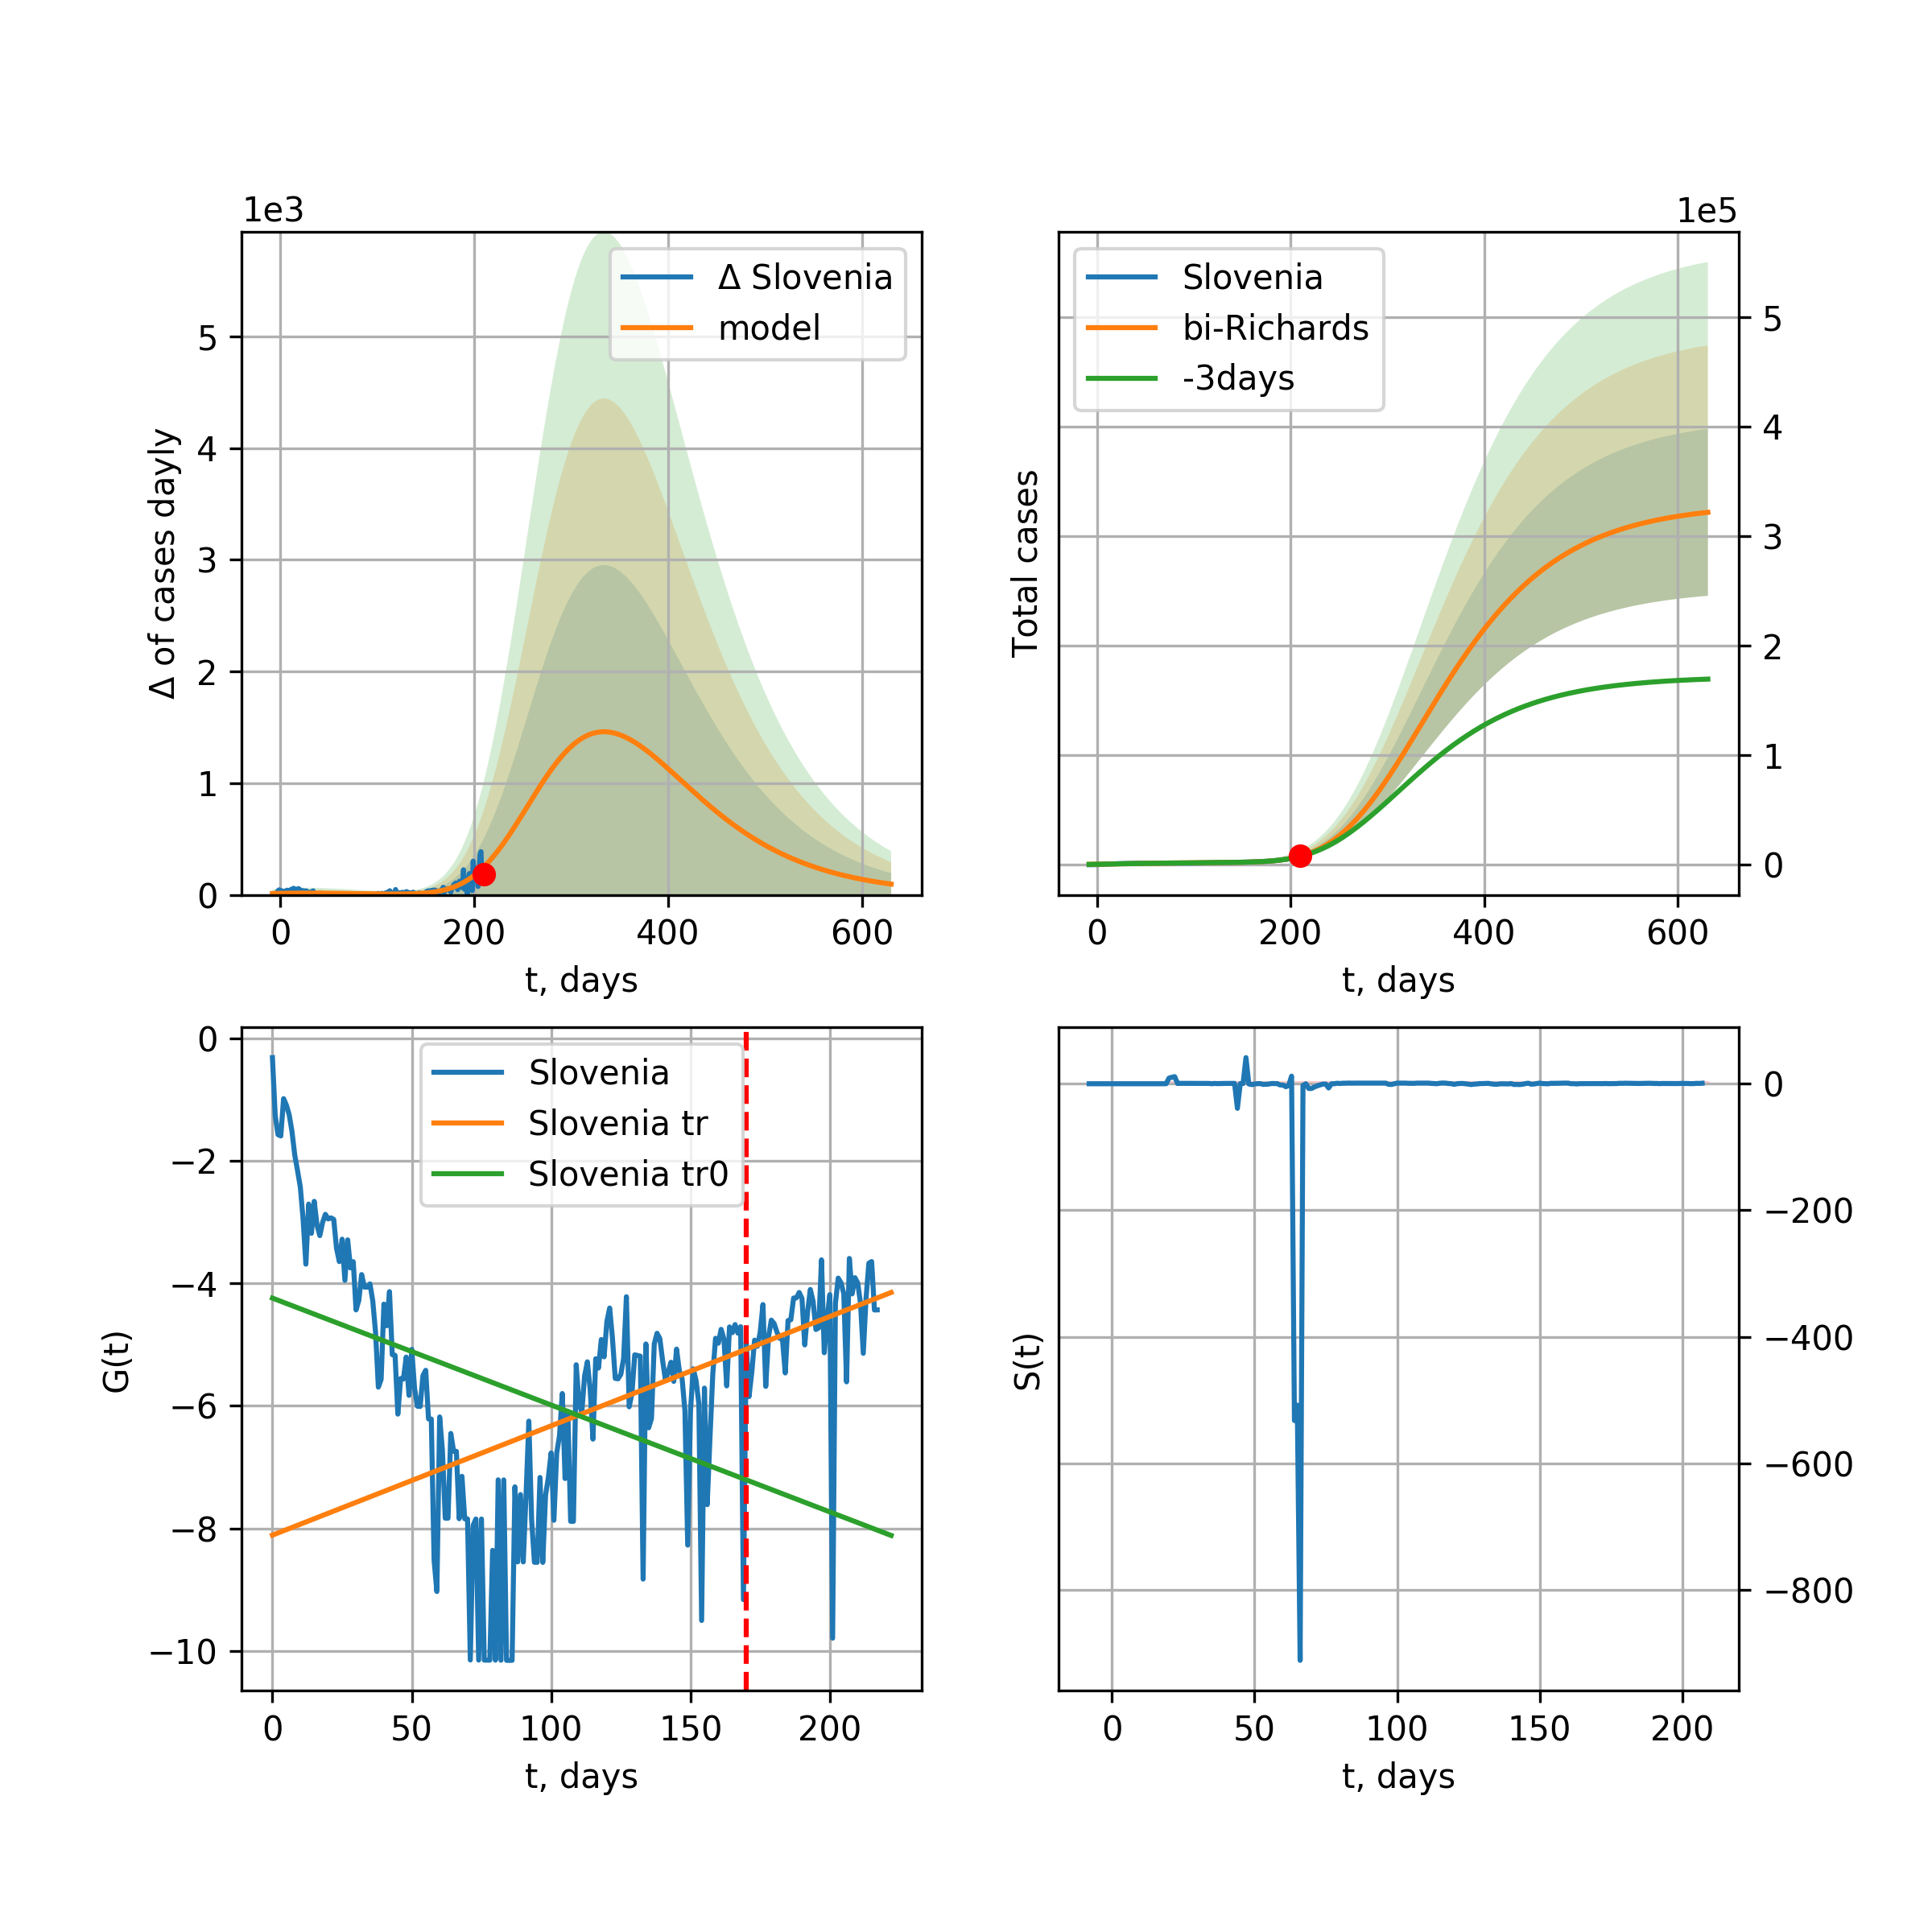 1e3
Δ Slovenia
model
5
4
3
2
1
0
Δ of cases dayly
0 200 400 600
t, days
1e5
Slovenia
bi-Richards
-3days
5
4
3
2
1
0
Total cases
0 200 400 600
t, days
Slovenia
Slovenia tr
Slovenia tr0
0
−2
−4
−6
−8
−10
G(t)
0 50 100 150 200
t, days
0
−200
−400
−600
−800
S(t)
0 50 100 150 200
t, days